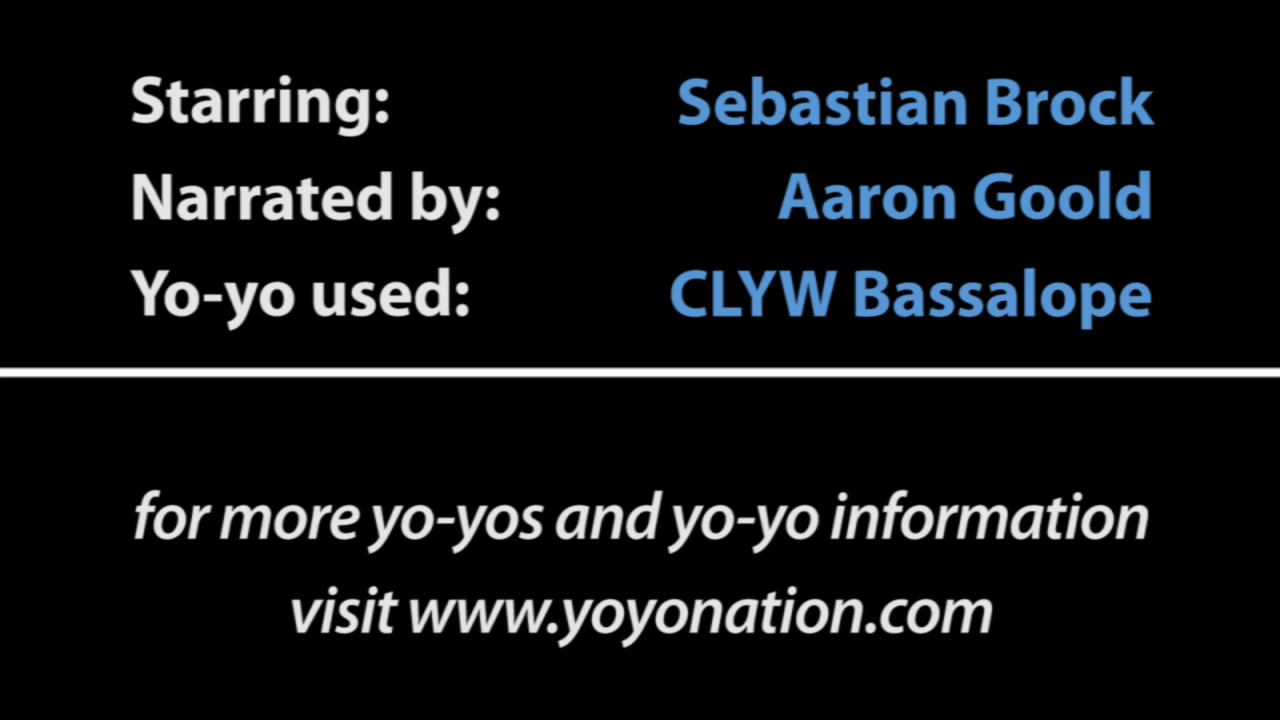 Starring: Sebastian Brock
Narrated by: Aaron Goold
Yo-yo used: CLYW Bassalope
for more yo-yos and yo-yo information
visit www.yoyonation.com